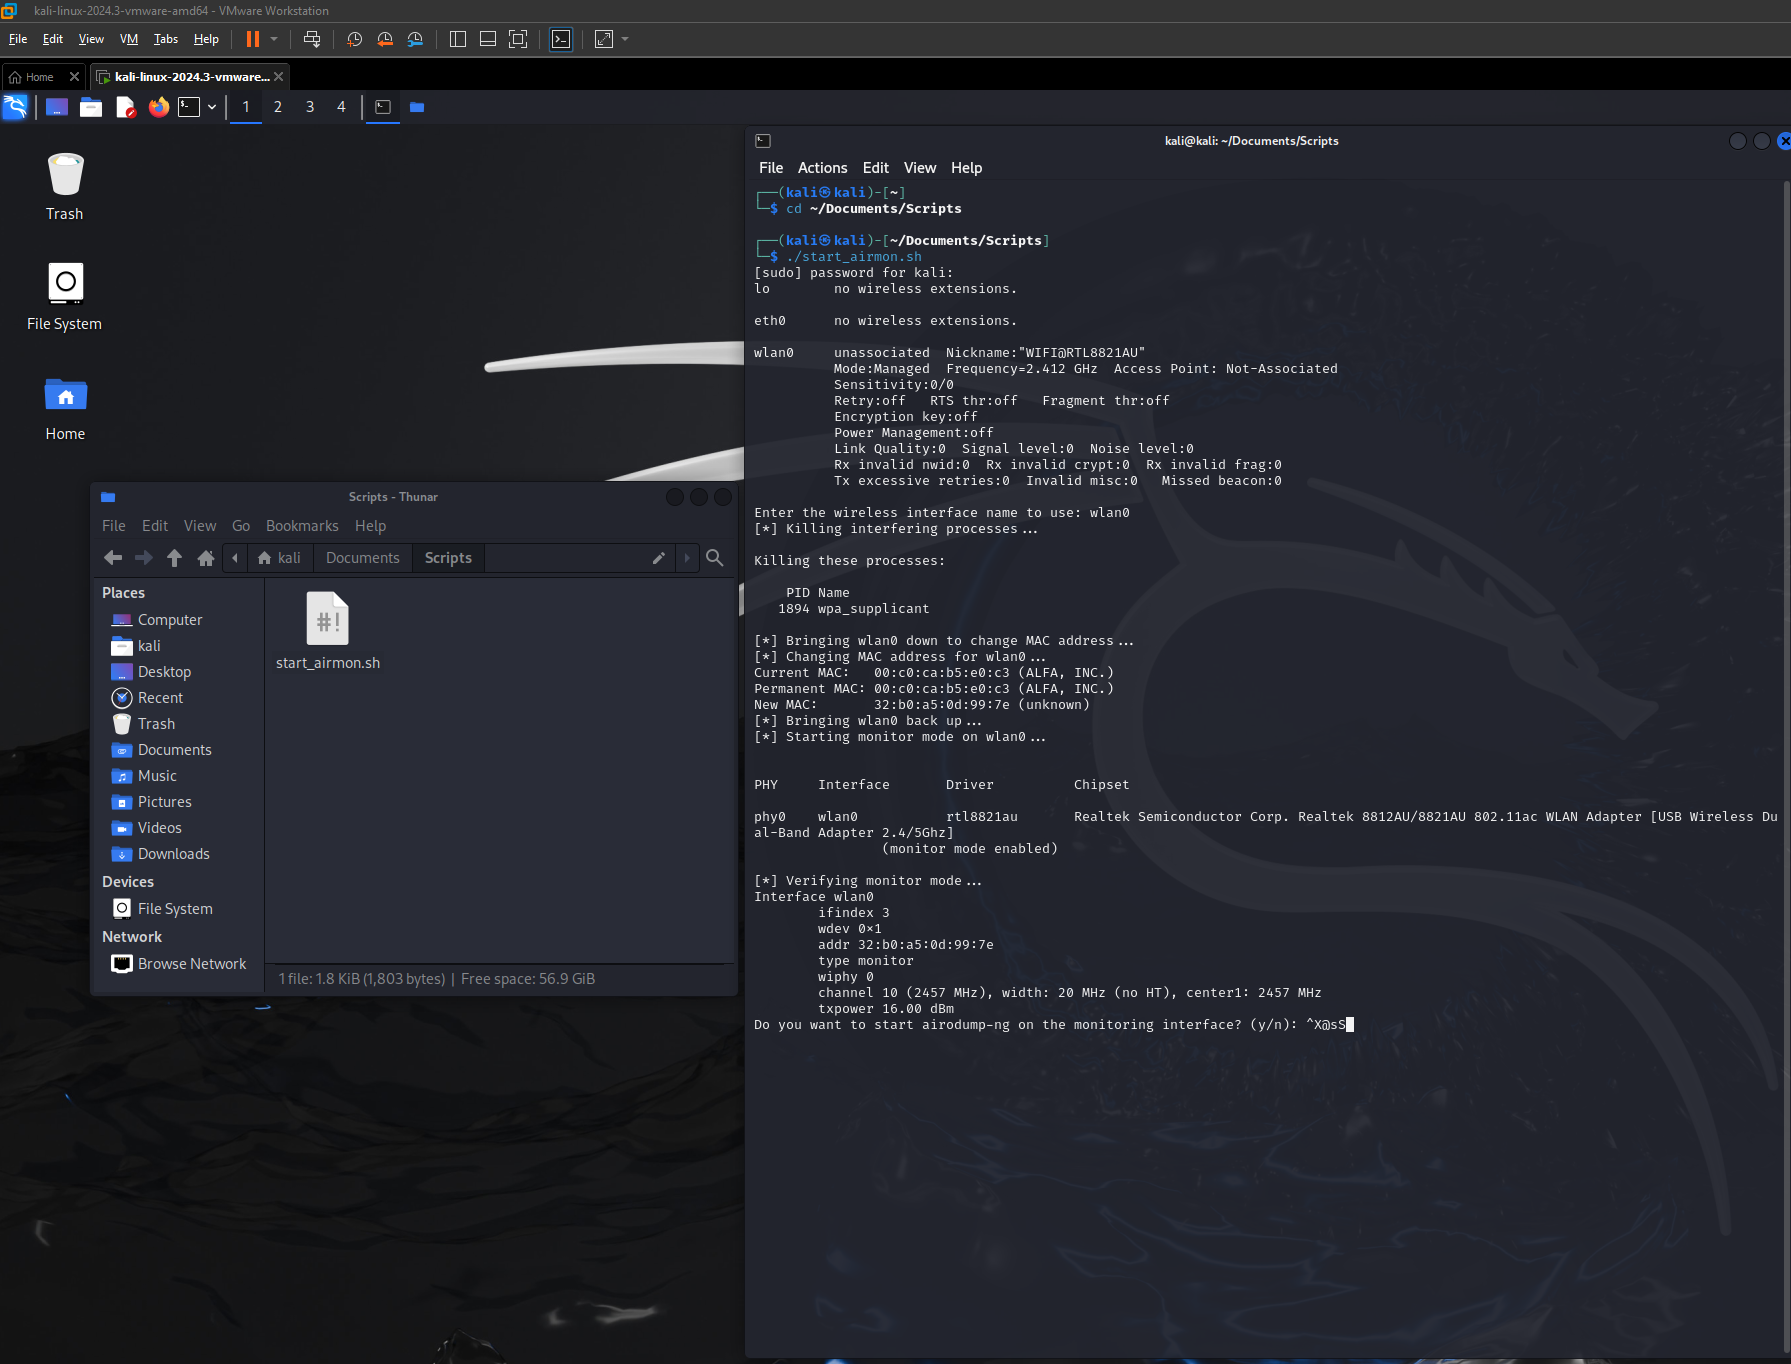 kali-linux-2024.3-vmware-amd64 - VMware Workstation
File Edit View VM Tabs Help
Home
kali-linux-2024.3-vmware...
1 2 3 4
Trash
File System
Home
Scripts - Thunar
File Edit View Go Bookmarks Help
kali Documents Scripts
Places
Computer
kali
Desktop
Recent
Trash
Documents
Music
Pictures
Videos
Downloads
Devices
File System
Network
Browse Network
#!
start_airmon.sh
1 file: 1.8 KiB (1,803 bytes) | Free space: 56.9 GiB
kali@kali: ~/Documents/Scripts
File Actions Edit View Help
┌──(kali㉿kali)-[~]
└─$ cd ~/Documents/Scripts
┌──(kali㉿kali)-[~/Documents/Scripts]
└─$ ./start_airmon.sh
[sudo] password for kali:
lo        no wireless extensions.
eth0      no wireless extensions.
wlan0     unassociated  Nickname:"WIFI@RTL8821AU"
          Mode:Managed  Frequency=2.412 GHz  Access Point: Not-Associated
          Sensitivity:0/0
          Retry:off   RTS thr:off   Fragment thr:off
          Encryption key:off
          Power Management:off
          Link Quality:0  Signal level:0  Noise level:0
          Rx invalid nwid:0  Rx invalid crypt:0  Rx invalid frag:0
          Tx excessive retries:0  Invalid misc:0   Missed beacon:0
Enter the wireless interface name to use: wlan0
[*] Killing interfering processes...
Killing these processes:
    PID Name
   1894 wpa_supplicant
[*] Bringing wlan0 down to change MAC address...
[*] Changing MAC address for wlan0...
Current MAC:   00:c0:ca:b5:e0:c3 (ALFA, INC.)
Permanent MAC: 00:c0:ca:b5:e0:c3 (ALFA, INC.)
New MAC:       32:b0:a5:0d:99:7e (unknown)
[*] Bringing wlan0 back up...
[*] Starting monitor mode on wlan0...
PHY     Interface       Driver          Chipset
phy0    wlan0           rtl8821au       Realtek Semiconductor Corp. Realtek 8812AU/8821AU 802.11ac WLAN Adapter [USB Wireless Du
al-Band Adapter 2.4/5Ghz]
                (monitor mode enabled)
[*] Verifying monitor mode...
Interface wlan0
        ifindex 3
        wdev 0×1
        addr 32:b0:a5:0d:99:7e
        type monitor
        wiphy 0
        channel 10 (2457 MHz), width: 20 MHz (no HT), center1: 2457 MHz
        txpower 16.00 dBm
Do you want to start airodump-ng on the monitoring interface? (y/n): ^X@sS